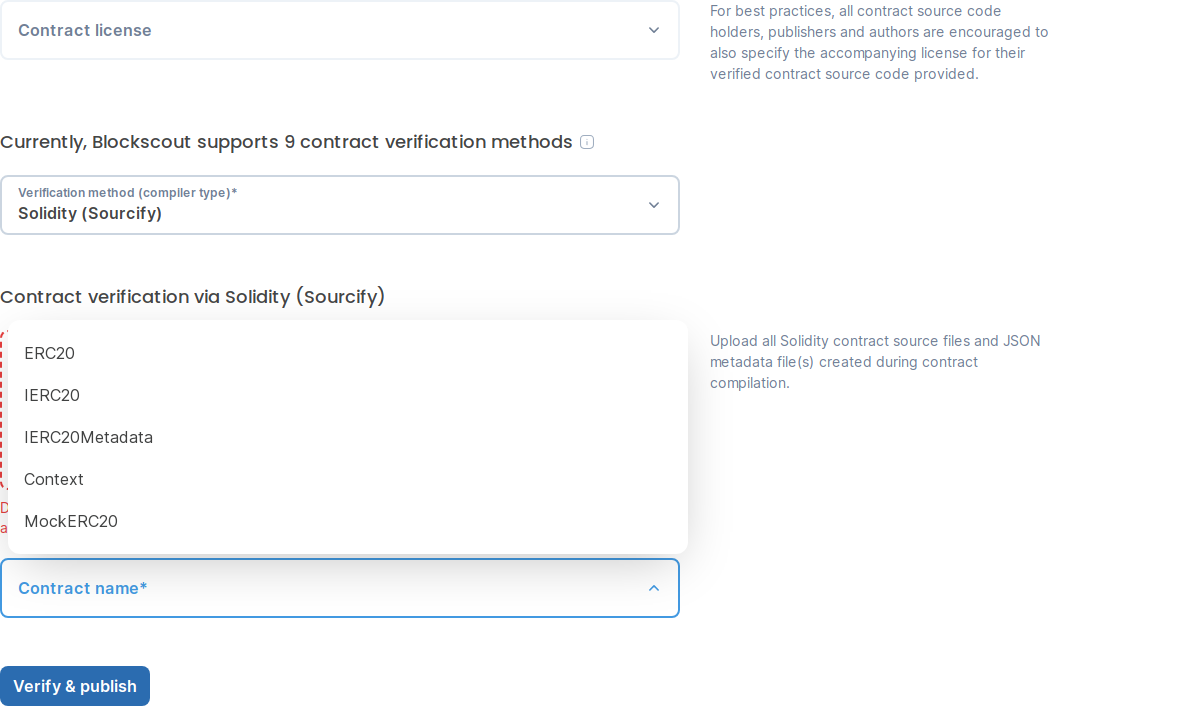 Contract license
For best practices, all contract source code
holders, publishers and authors are encouraged to
also specify the accompanying license for their
verified contract source code provided.
Currently, Blockscout supports 9 contract verification methods
Verification method (compiler type)*
Solidity (Sourcify)
Contract verification via Solidity (Sourcify)
Upload all Solidity contract source files and JSON
metadata file(s) created during contract
compilation.
ERC20
IERC20
IERC20Metadata
Context
MockERC20
Contract name*
Verify & publish